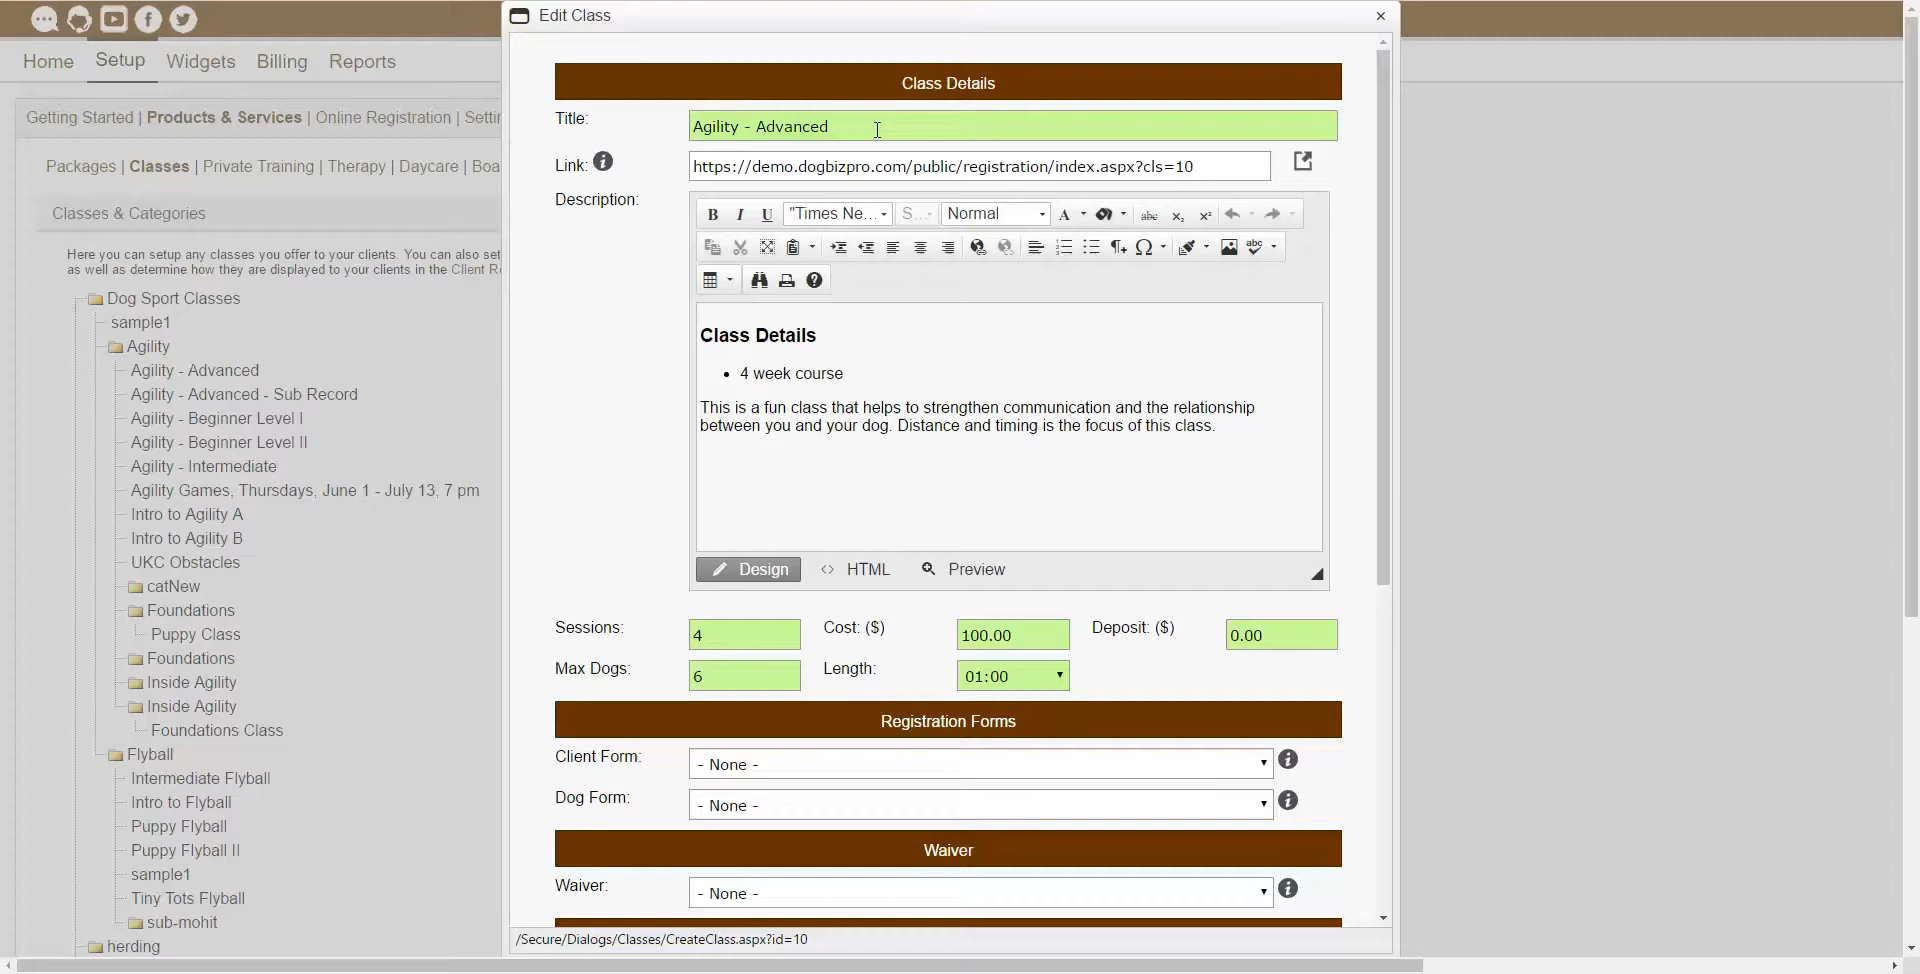 Edit Class
Home Setup Widgets Billing Reports
Getting Started | Products & Services | Online Registration |
Packages | Classes | Private Training | Therapy | Daycare |
Classes & Categories
Here you can setup any classes you offer to your clients. You can also set
as well as determine how they are displayed to your clients in the Client
Dog Sport Classes
sample1
Agility
Agility - Advanced
Agility - Advanced - Sub Record
Agility - Beginner Level I
Agility - Beginner Level II
Agility - Intermediate
Agility Games, Thursdays, June 1 - July 13, 7 pm
Intro to Agility A
Intro to Agility B
UKC Obstacles
catNew
Foundations
Puppy Class
Foundations
Inside Agility
Inside Agility
Foundations Class
Flyball
Intermediate Flyball
Intro to Flyball
Puppy Flyball
Puppy Flyball II
sample1
Tiny Tots Flyball
sub-mohit
herding
Class Details
Title: Agility - Advanced
Link: https://demo.dogbizpro.com/public/registration/index.aspx?cls=10
Description:
B I U "Times Ne... S... Normal A abc x₂ x²
abc
Class Details
• 4 week course
This is a fun class that helps to strengthen communication and the relationship
between you and your dog. Distance and timing is the focus of this class.
Design <> HTML Preview
Sessions: 4 Cost: ($) 100.00 Deposit: ($) 0.00
Max Dogs: 6 Length: 01:00
Registration Forms
Client Form: - None -
Dog Form: - None -
Waiver
Waiver: - None -
/Secure/Dialogs/Classes/CreateClass.aspx?id=10